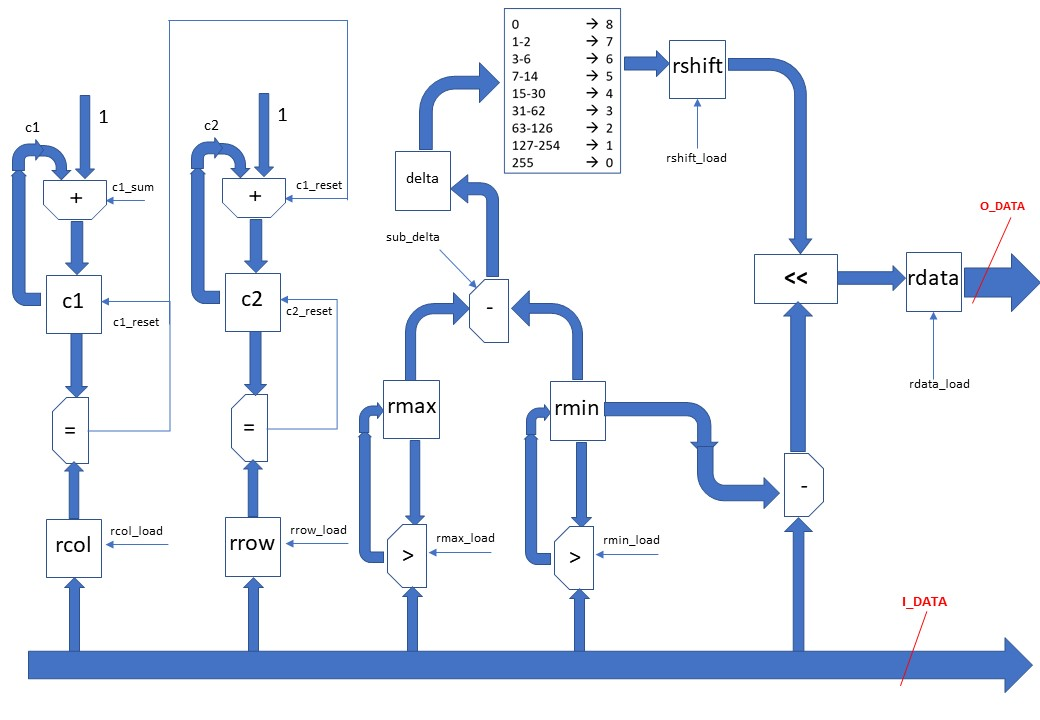 0 → 8
1-2 → 7
3-6 → 6
7-14 → 5
15-30 → 4
31-62 → 3
63-126 → 2
127-254 → 1
255 → 0
rshift
rshift_load
c1
1
+
c1_sum
c1
c1_reset
=
rcol
rcol_load
c2
1
+
c1_reset
c2
c2_reset
=
rrow
rrow_load
delta
sub_delta
-
rmax
>
rmax_load
rmin
>
rmin_load
<<
-
rdata
rdata_load
O_DATA
I_DATA